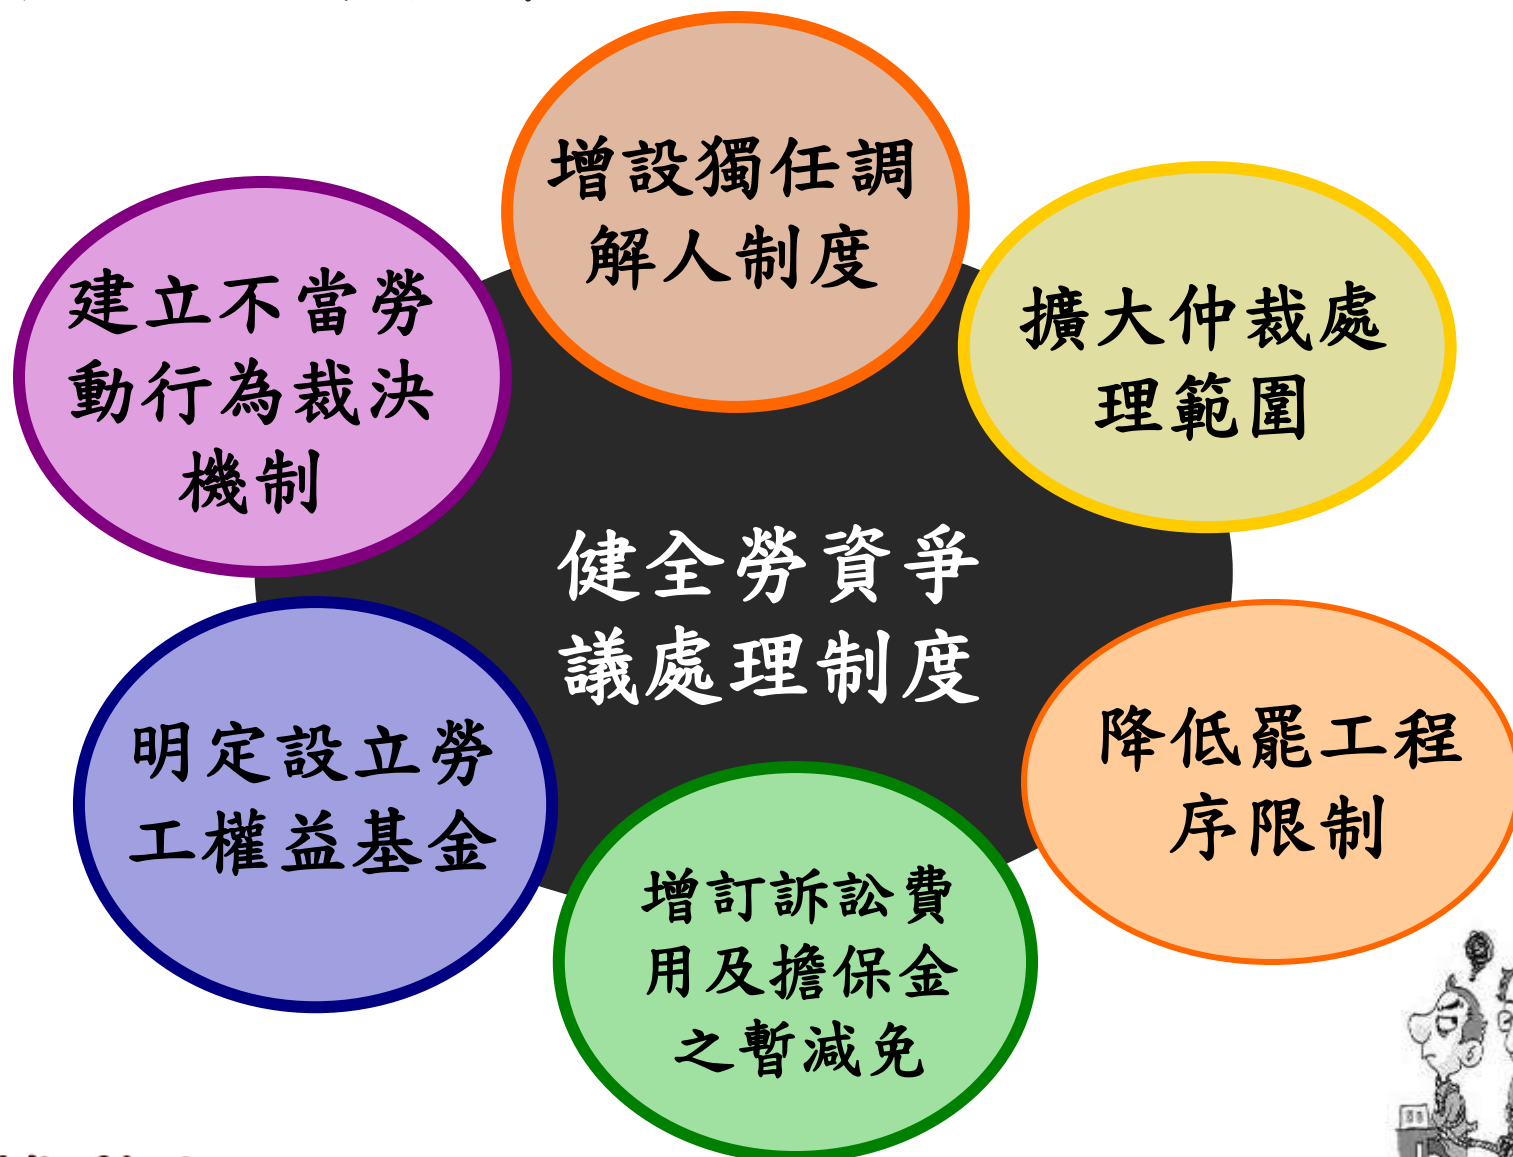 增設獨任調
解人制度
建立不當勞
動行為裁決
機制
擴大仲裁處
理範圍
健全勞資爭
議處理制度
明定設立勞
工權益基金
降低罷工程
序限制
增訂訴訟費
用及擔保金
之暫減免